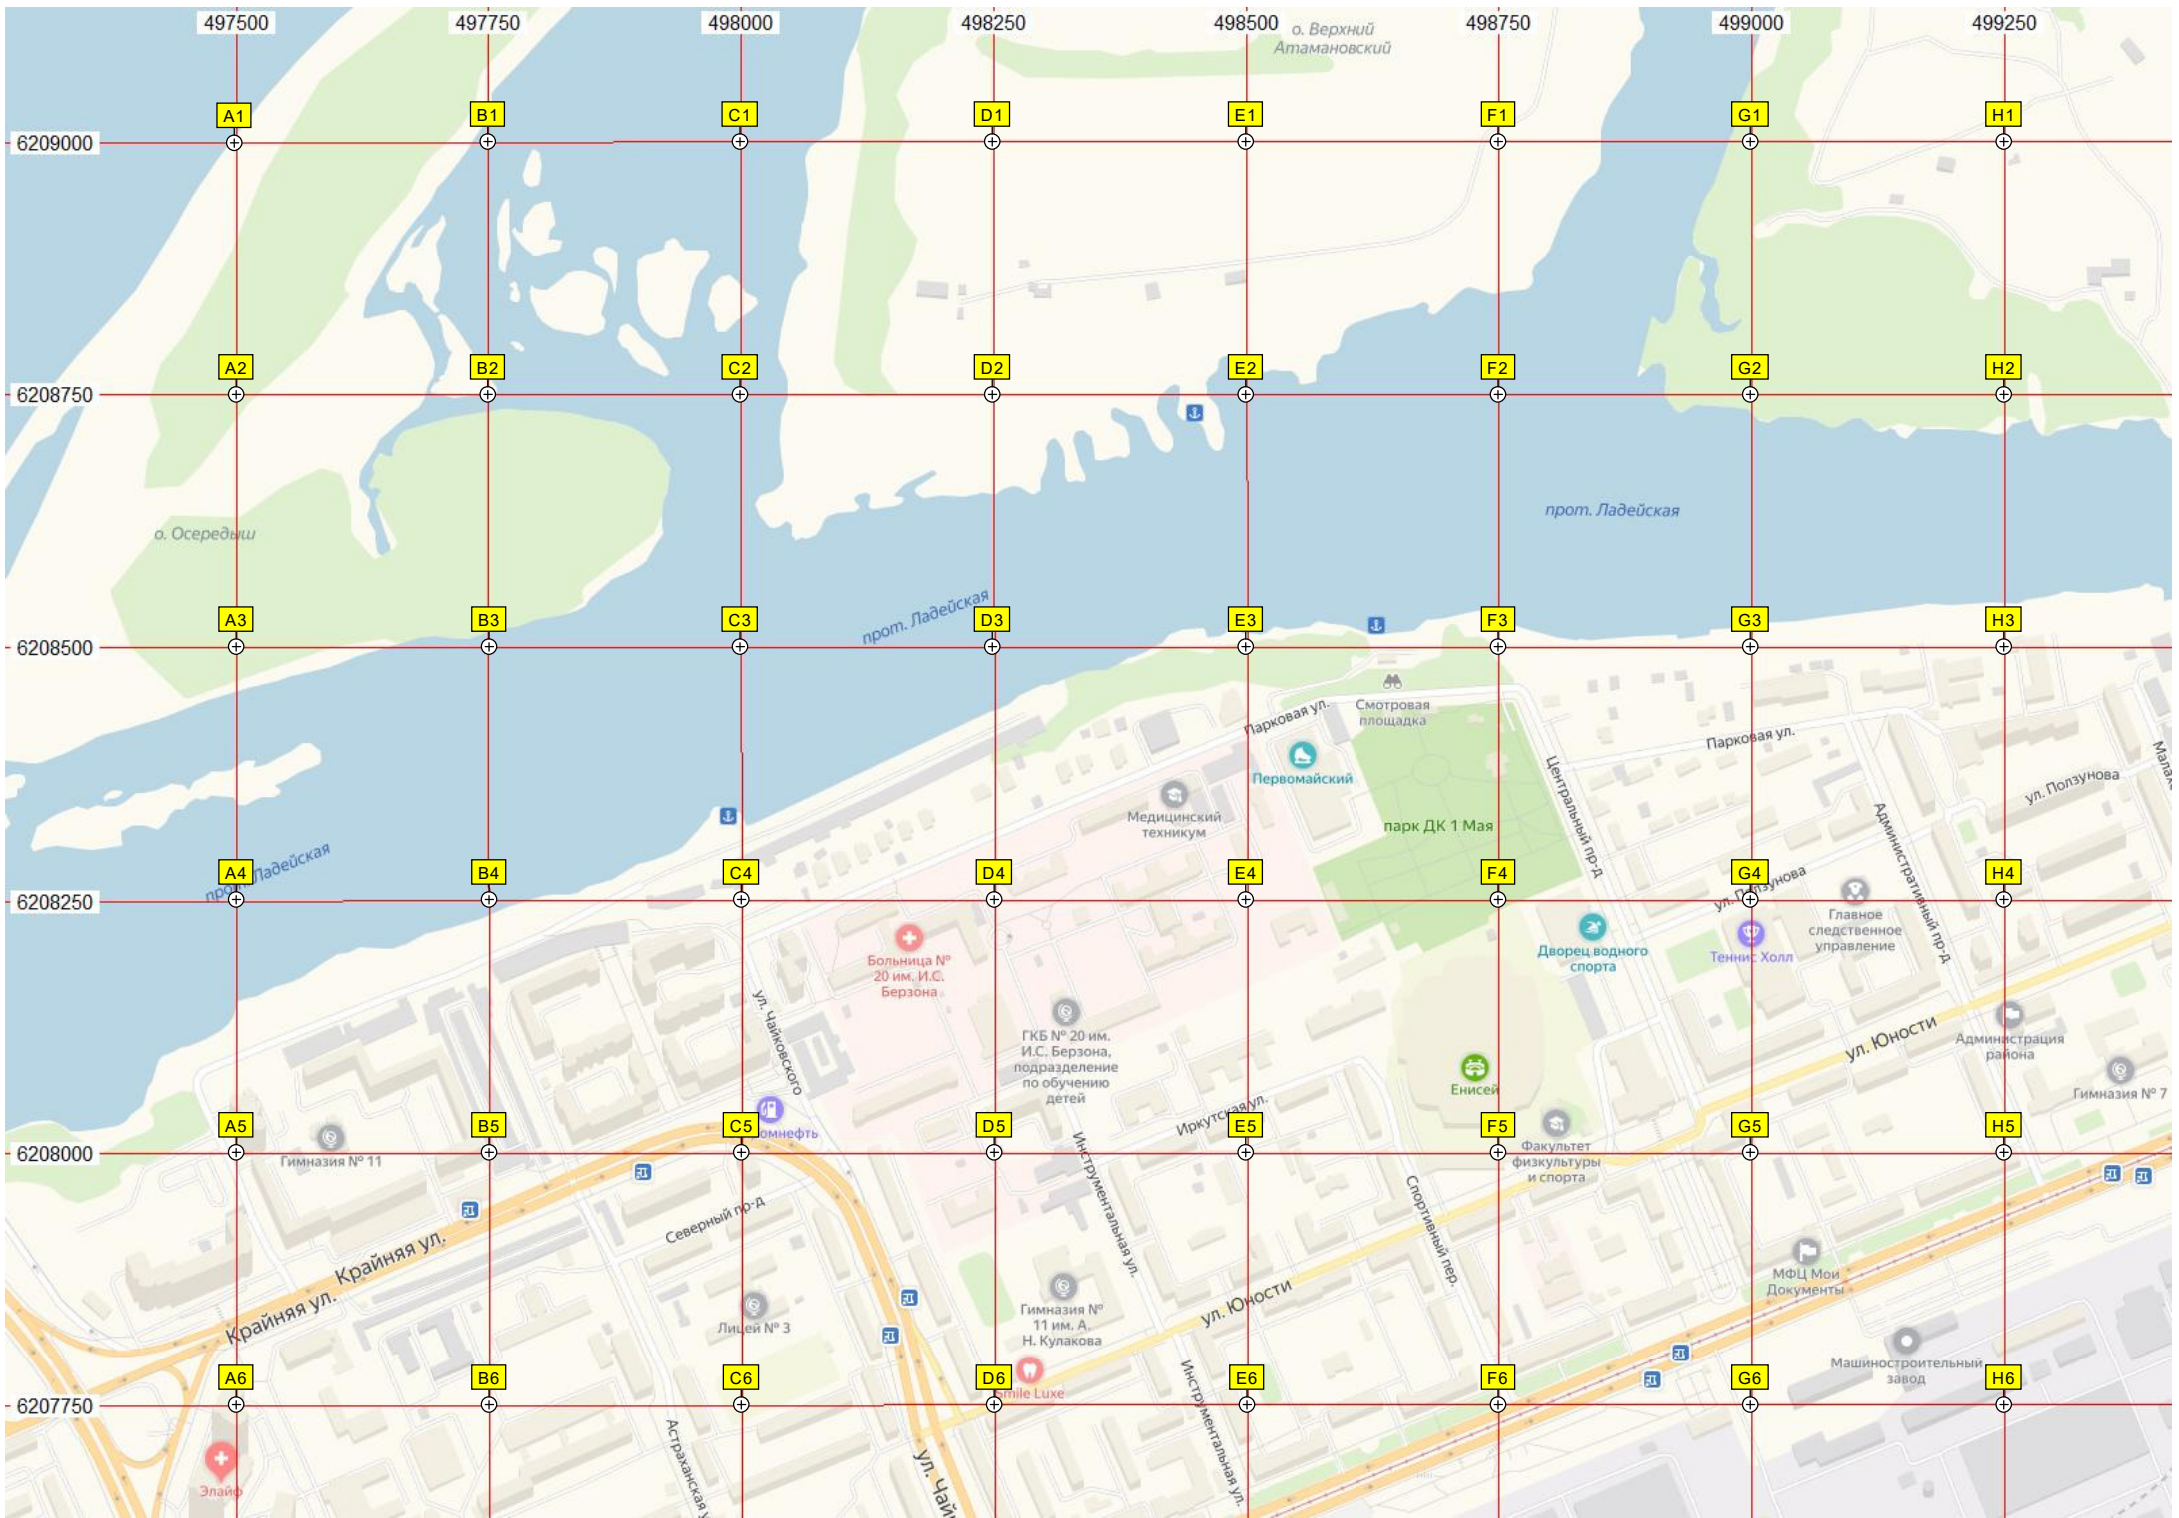 497500 497750 498000 498250 498500 498750 499000 499250
о. Верхний
Атамановский
A1 B1 C1 D1 E1 F1 G1 H1
6209000
A2 B2 C2 D2 E2 F2 G2 H2
6208750
прот. Ладейская
о. Осередыш
прот. Ладейская
A3 B3 C3 D3 E3 F3 G3 H3
6208500
Смотровая
площадка
Парковая ул.
Парковая ул.
Первомайский
Центральный пр-д
ул. Ползунова
Медицинский
техникум
парк ДК 1 Мая
Административный пр-д
прот. Ладейская
A4 B4 C4 D4 E4 F4 G4 H4
6208250
ул. Ползунова
Главное
следственное
управление
Дворец водного
спорта
Теннис Холл
Больница №
20 им. И.С.
Берзона
ул. Чайковского
ГКБ № 20 им.
И.С. Берзона,
подразделение
по обучению
детей
ул. Юности
Администрация
района
Енисей
Гимназия № 7
Иркутская ул.
A5 B5 C5 D5 E5 F5 G5 H5
6208000
Гимназия № 11
Инструментальная ул.
Факультет
физкультуры
и спорта
Северный пр-д
Спортивный пер.
Крайняя ул.
Крайняя ул.
МФЦ Мои
Документы
ул. Юности
Лицей № 3
Гимназия №
11 им. А.
Н. Кулакова
Машиностроительный
завод
Smile Luxe
A6 B6 C6 D6 E6 F6 G6 H6
6207750
Инструментальная ул.
Астраханская
Элайф